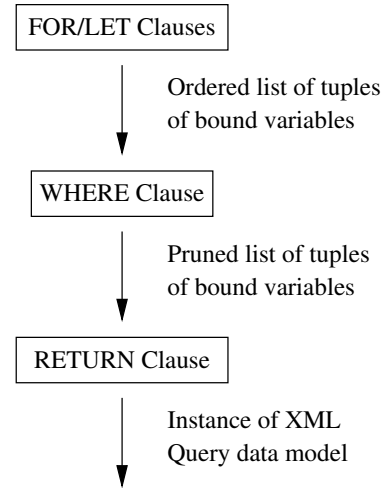 FOR/LET Clauses
Ordered list of tuples
of bound variables
WHERE Clause
Pruned list of tuples
of bound variables
RETURN Clause
Instance of XML
Query data model